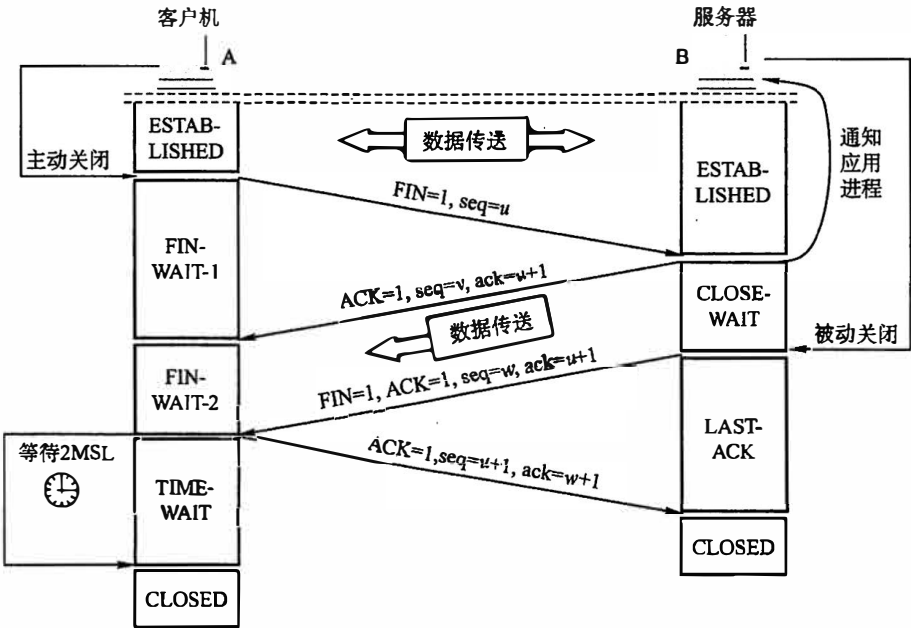 客户机
服务器
A
B
ESTAB-
LISHED
数据传送
主动关闭
通知
应用
进程
ESTAB-
LISHED
FIN=1, seq=u
FIN-
WAIT-1
ACK=1, seq=v, ack=u+1
CLOSE-
WAIT
数据传送
被动关闭
FIN-
WAIT-2
FIN=1, ACK=1, seq=w, ack=u+1
LAST-
ACK
等待2MSL
ACK=1,seq=u+1, ack=w+1
TIME-
WAIT
CLOSED
CLOSED